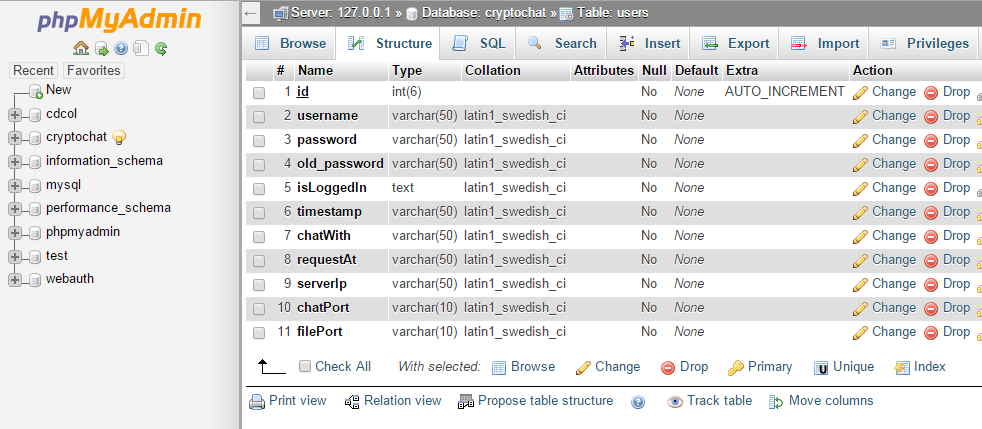 phpMyAdmin
Recent Favorites
New
cdcol
cryptochat
information_schema
mysql
performance_schema
phpmyadmin
test
webauth
Server: 127.0.0.1 » Database: cryptochat » Table: users
Browse Structure SQL Search Insert Export Import Privileges
# Name Type Collation Attributes Null Default Extra Action
1 id int(6) No None AUTO_INCREMENT Change Drop
2 username varchar(50) latin1_swedish_ci No None Change Drop
3 password varchar(50) latin1_swedish_ci No None Change Drop
4 old_password varchar(50) latin1_swedish_ci No None Change Drop
5 isLoggedIn text latin1_swedish_ci No None Change Drop
6 timestamp varchar(50) latin1_swedish_ci No None Change Drop
7 chatWith varchar(50) latin1_swedish_ci No None Change Drop
8 requestAt varchar(50) latin1_swedish_ci No None Change Drop
9 serverIp varchar(50) latin1_swedish_ci No None Change Drop
10 chatPort varchar(10) latin1_swedish_ci No None Change Drop
11 filePort varchar(10) latin1_swedish_ci No None Change Drop
Check All With selected: Browse Change Drop Primary Unique Index
Print view Relation view Propose table structure Track table Move columns